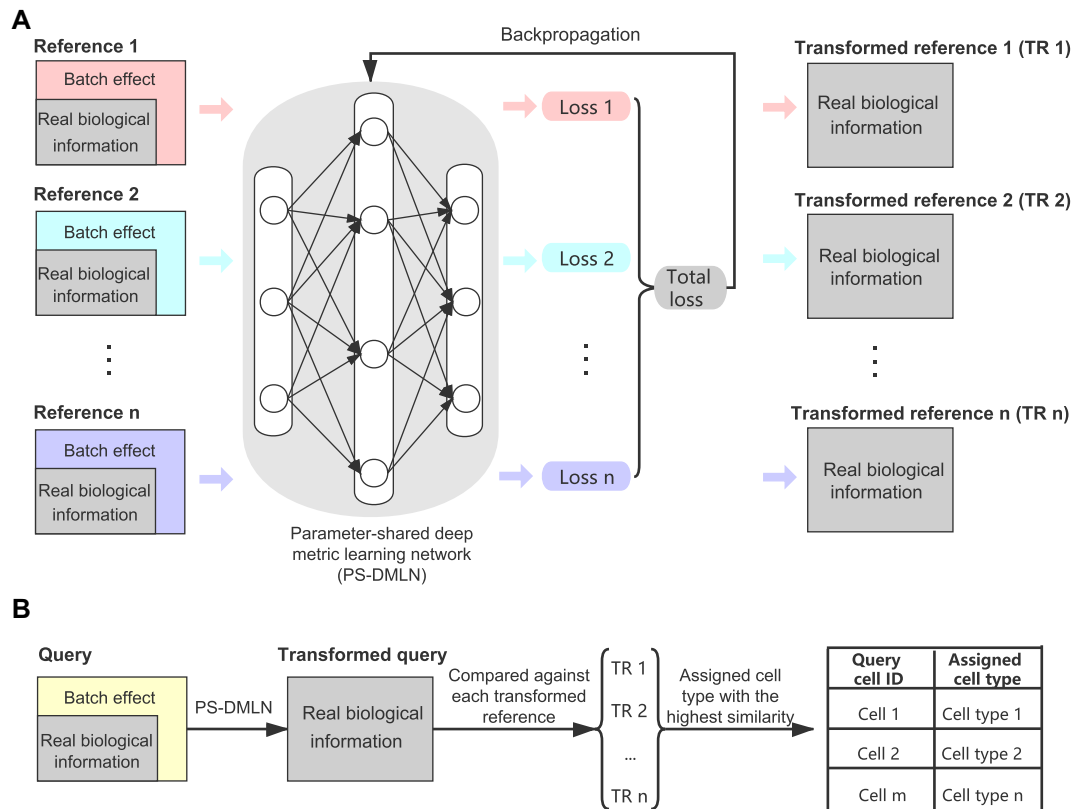 A
Reference 1
Batch effect
Real biological
information
Reference 2
Batch effect
Real biological
information
Reference n
Batch effect
Real biological
information
Backpropagation
Parameter-shared deep
metric learning network
(PS-DMLN)
Loss 1
Loss 2
Loss n
Total
loss
Transformed reference 1 (TR 1)
Real biological
information
Transformed reference 2 (TR 2)
Real biological
information
Transformed reference n (TR n)
Real biological
information
B
Query
Batch effect
Real biological
information
PS-DMLN
Transformed query
Real biological
information
Compared against
each transformed
reference
TR 1
TR 2
...
TR n
Assigned cell
type with the
highest similarity
Query
cell ID
Assigned
cell type
Cell 1
Cell type 1
Cell 2
Cell type 2
Cell m
Cell type n